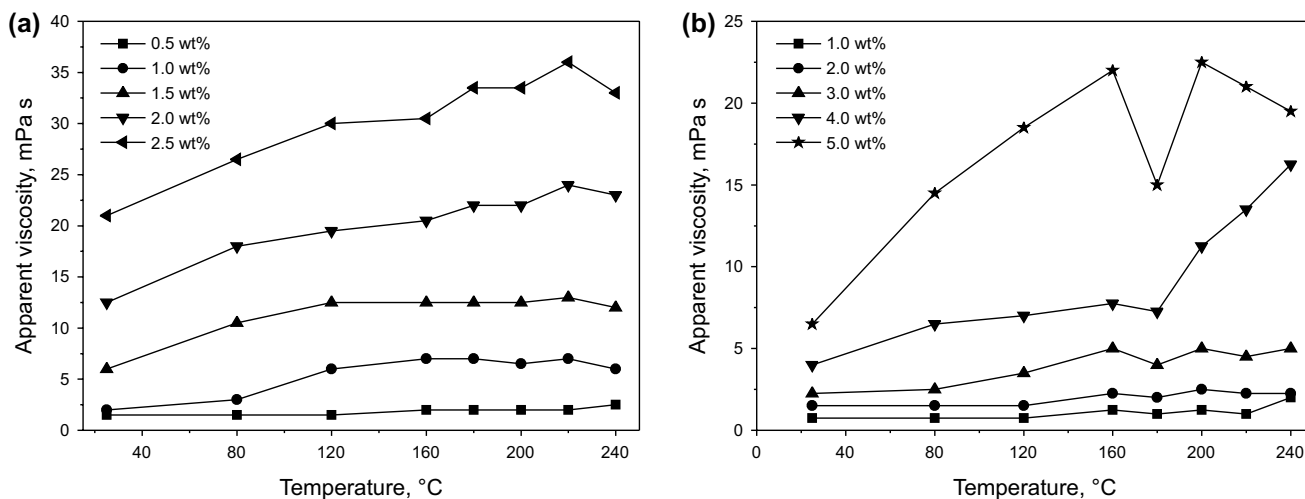 (a)
Apparent viscosity, mPa s
40
35
30
25
20
15
10
5
0
0.5 wt%
1.0 wt%
1.5 wt%
2.0 wt%
2.5 wt%
40
80
120
160
200
240
Temperature, °C
(b)
Apparent viscosity, mPa s
25
20
15
10
5
0
1.0 wt%
2.0 wt%
3.0 wt%
4.0 wt%
5.0 wt%
0
40
80
120
160
200
240
Temperature, °C